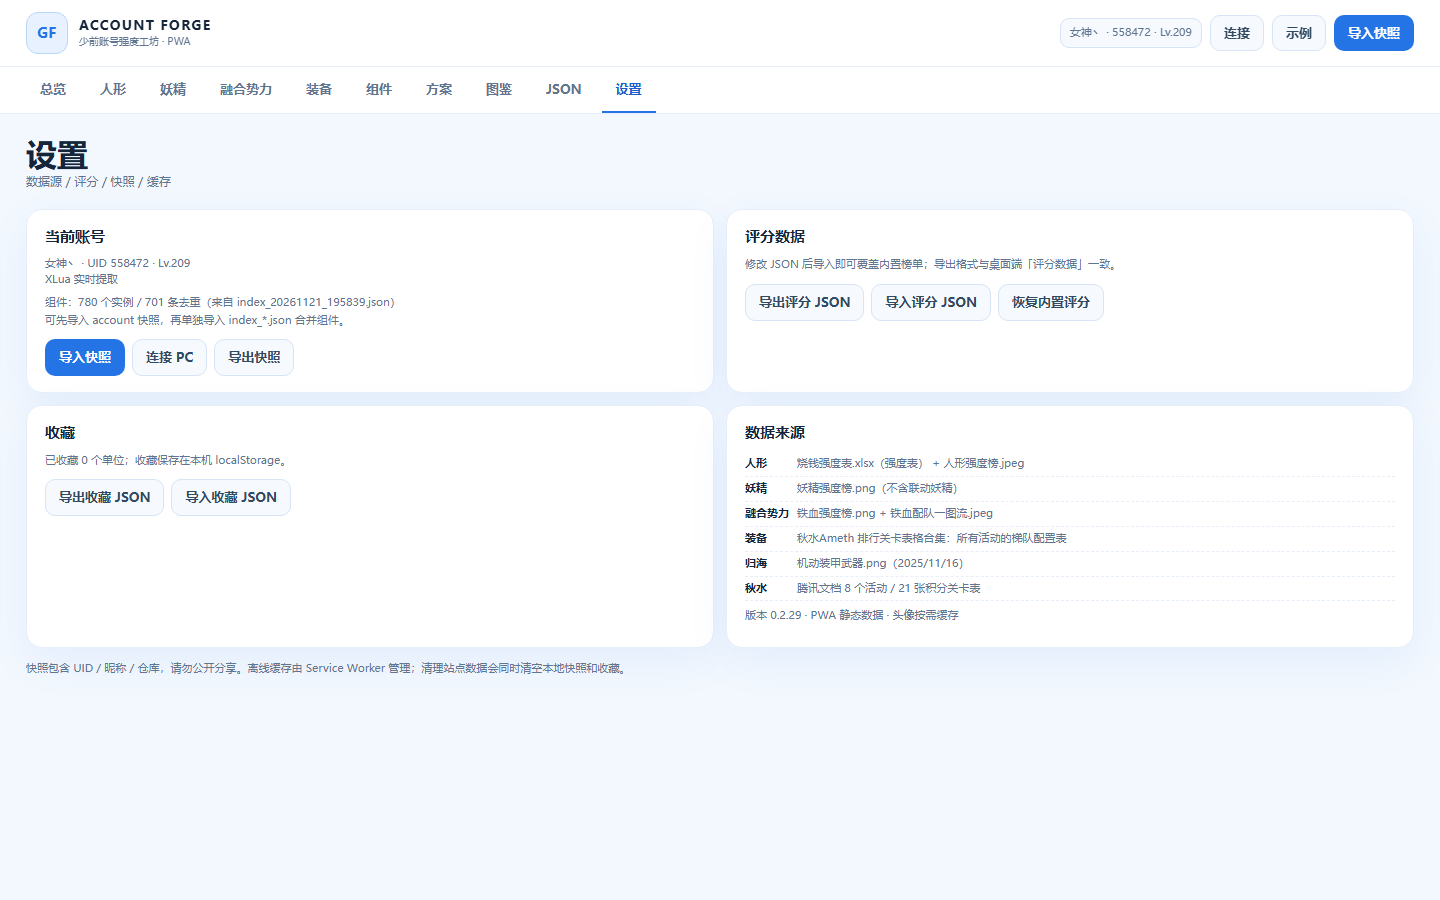 GF
ACCOUNT FORGE
少前账号强度工坊 · PWA
女神丶 · 558472 · Lv.209
连接
示例
导入快照
总览
人形
妖精
融合势力
装备
组件
方案
图鉴
JSON
设置
设置
数据源 / 评分 / 快照 / 缓存
当前账号
女神丶 · UID 558472 · Lv.209
XLua 实时提取
组件：780 个实例 / 701 条去重（来自 index_20261121_195839.json）
可先导入 account 快照，再单独导入 index_*.json 合并组件。
导入快照
连接 PC
导出快照
评分数据
修改 JSON 后导入即可覆盖内置榜单；导出格式与桌面端「评分数据」一致。
导出评分 JSON
导入评分 JSON
恢复内置评分
收藏
已收藏 0 个单位；收藏保存在本机 localStorage。
导出收藏 JSON
导入收藏 JSON
数据来源
人形 烧钱强度表.xlsx（强度表） + 人形强度榜.jpeg
妖精 妖精强度榜.png（不含联动妖精）
融合势力 铁血强度榜.png + 铁血配队一图流.jpeg
装备 秋水Ameth 排行关卡表格合集：所有活动的梯队配置表
归海 机动装甲武器.png（2025/11/16）
秋水 腾讯文档 8 个活动 / 21 张积分关卡表
版本 0.2.29 · PWA 静态数据 · 头像按需缓存
快照包含 UID / 昵称 / 仓库，请勿公开分享。离线缓存由 Service Worker 管理；清理站点数据会同时清空本地快照和收藏。